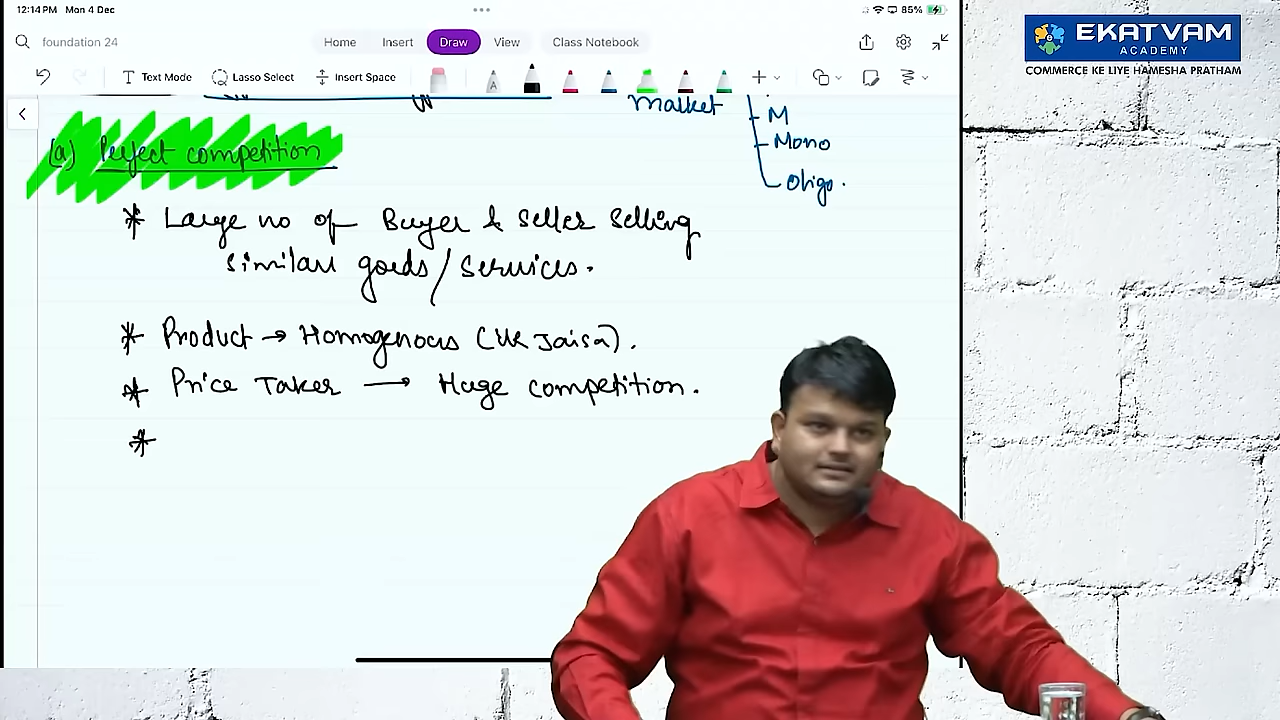 12:14 PM Mon 4 Dec
85%
foundation 24
Home Insert Draw View Class Notebook
Text Mode Lasso Select Insert Space
EKATVAM
ACADEMY
COMMERCE KE LIYE HAMESHA PRATHAM
Market
M
Mono
Oligo.
(a) Perfect competition
* Large no of Buyer & Seller Selling
Similar goods/services.
* Product → Homogenous (Ek Jaisa).
* Price Taker → Huge competition.
*